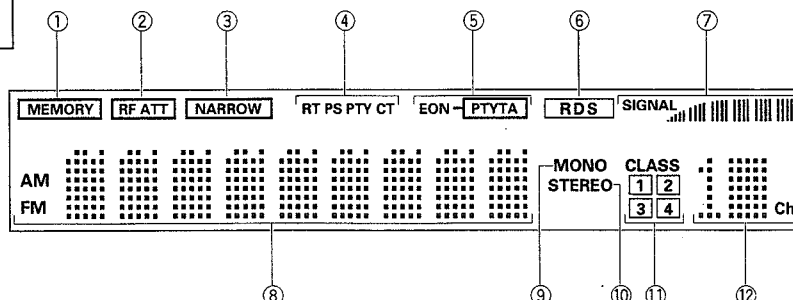 ① ② ③ ④ ⑤ ⑥ ⑦
MEMORY RF ATT NARROW RT PS PTY CT EON PTYTA RDS SIGNAL
AM MONO CLASS
STEREO 1 2
FM 3 4 1 Ch
⑧ ⑨ ⑩ ⑪ ⑫